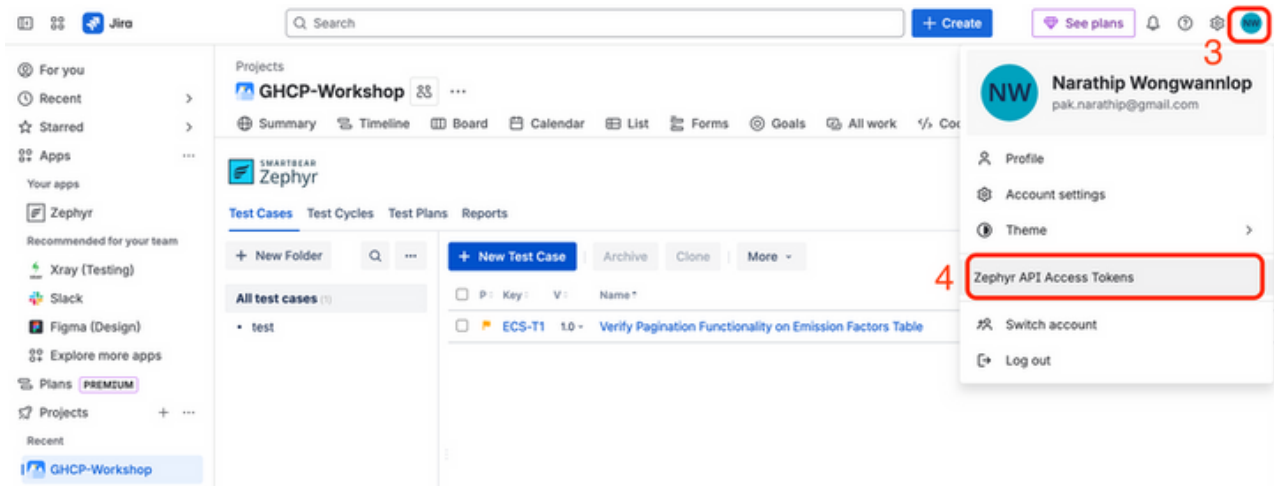 Jira
Search
+ Create
See plans
NW
3
For you
Recent
Starred
Apps
Your apps
Zephyr
Recommended for your team
Xray (Testing)
Slack
Figma (Design)
Explore more apps
Plans PREMIUM
Projects
Recent
GHCP-Workshop
Projects
GHCP-Workshop
Summary Timeline Board Calendar List Forms Goals All work
SMARTBEAR
Zephyr
Test Cases Test Cycles Test Plans Reports
+ New Folder
All test cases (1)
test
+ New Test Case Archive Clone More
P Key V Name
ECS-T1 1.0 Verify Pagination Functionality on Emission Factors Table
NW
Narathip Wongwannlop
pak.narathip@gmail.com
Profile
Account settings
Theme
4 Zephyr API Access Tokens
Switch account
Log out